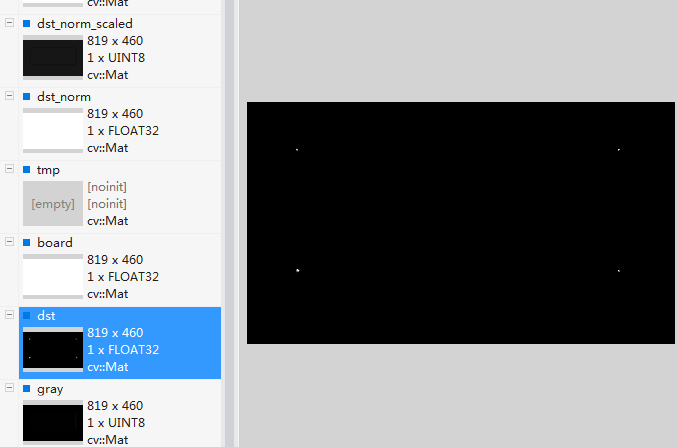 cv::Mat
dst_norm_scaled
819 x 460
1 x UINT8
cv::Mat
dst_norm
819 x 460
1 x FLOAT32
cv::Mat
tmp
[empty]
[noinit]
[noinit]
cv::Mat
board
819 x 460
1 x FLOAT32
cv::Mat
dst
819 x 460
1 x FLOAT32
cv::Mat
gray
819 x 460
1 x UINT8
cv::Mat